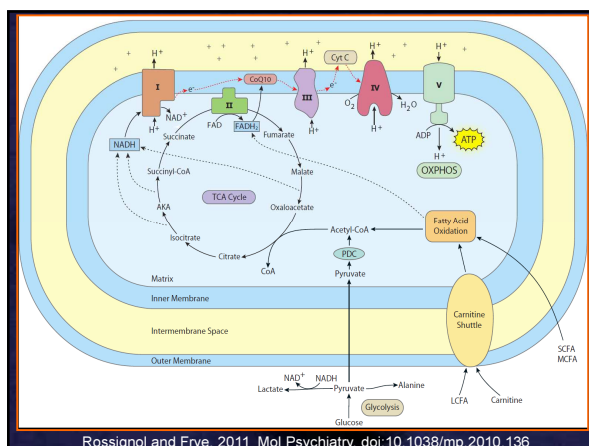 H+
H+
Cyt C
H+
H+
I
e-
CoQ10
III
e-
IV
V
NAD+
II
O2
H2O
H+
FAD
FADH2
H+
H+
ADP
ATP
NADH
Succinate
Fumarate
H+
OXPHOS
Succinyl-CoA
Malate
TCA Cycle
AKA
Oxaloacetate
Isocitrate
Acetyl-CoA
Fatty Acid
Oxidation
Citrate
CoA
PDC
Matrix
Pyruvate
Inner Membrane
Carnitine
Shuttle
Intermembrane Space
SCFA
MCFA
Outer Membrane
NAD+
NADH
Lactate
Pyruvate
Alanine
LCFA
Carnitine
Glycolysis
Glucose
Rossignol and Frye, 2011, Mol Psychiatry, doi:10.1038/mp.2010.136